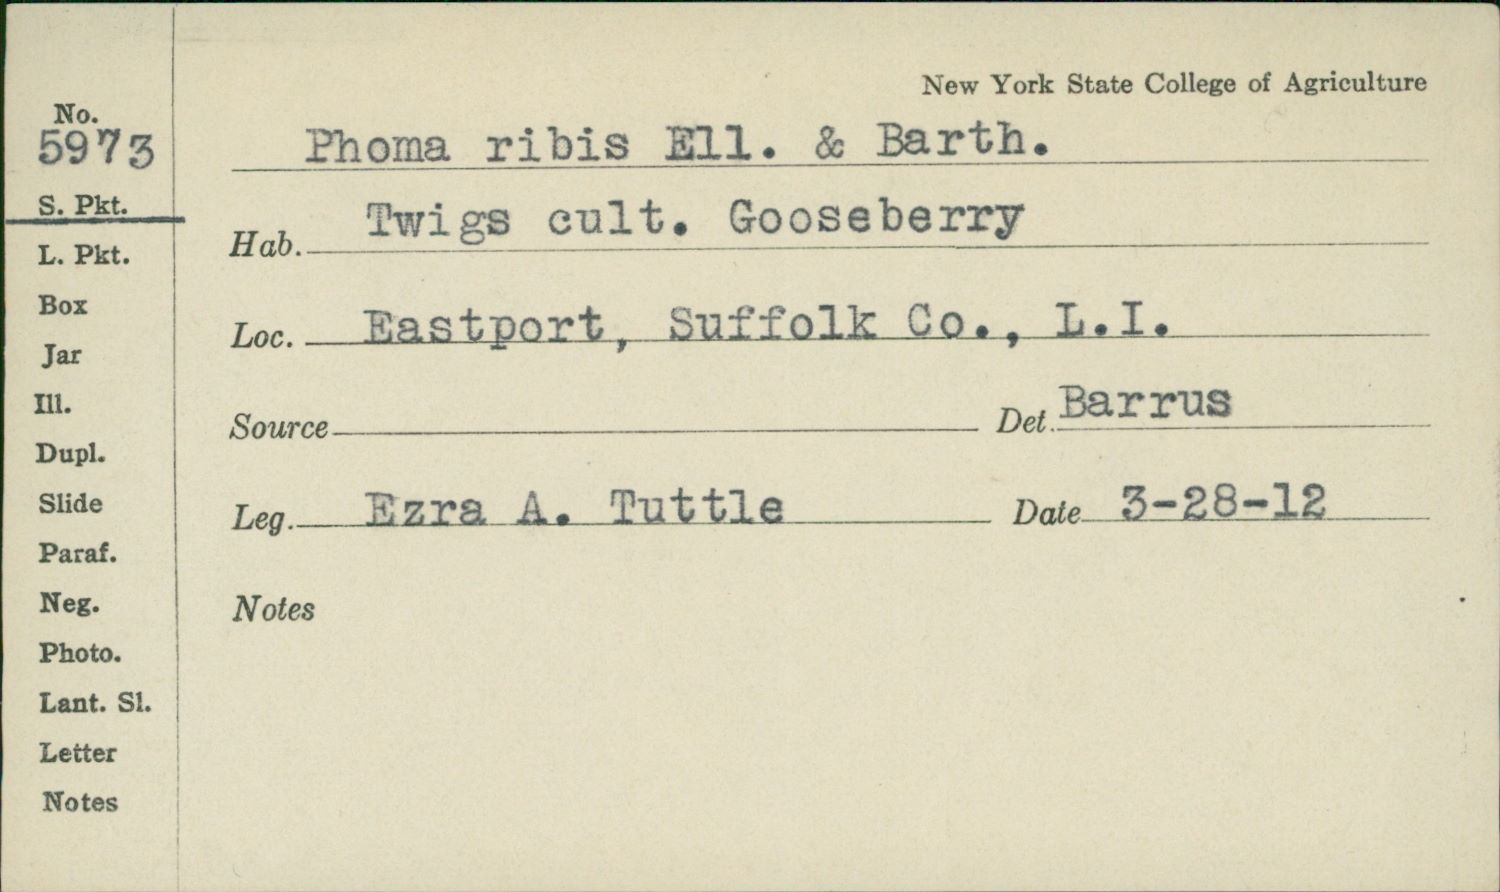 New York State College of Agriculture
No.
5973
Phoma ribis Ell. & Barth.
S. Pkt.
Hab. Twigs cult. Gooseberry
L. Pkt.
Box
Loc. Eastport, Suffolk Co., L.I.
Jar
Ill.
Source Det. Barrus
Dupl.
Slide
Leg. Ezra A. Tuttle Date 3-28-12
Paraf.
Neg.
Notes
Photo.
Lant. Sl.
Letter
Notes